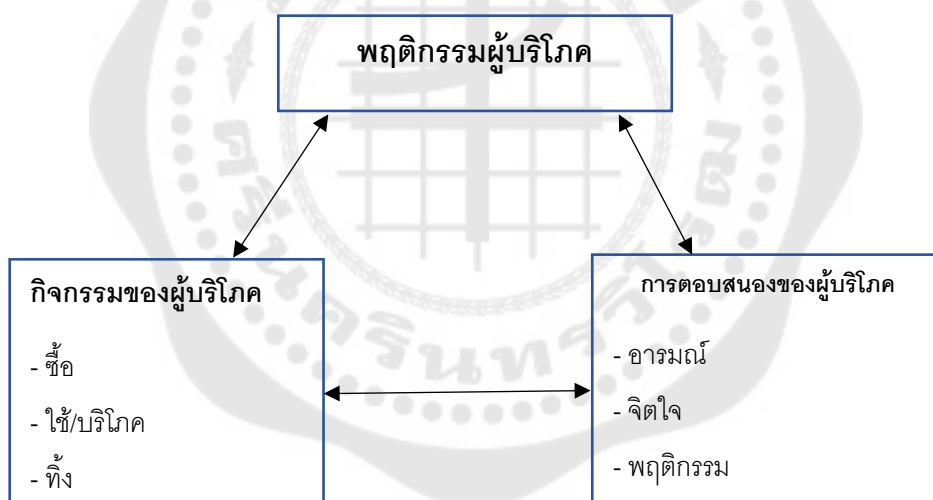 พฤติกรรมผู้บริโภค
กิจกรรมของผู้บริโภค
- ซื้อ
- ใช้/บริโภค
- ทิ้ง
การตอบสนองของผู้บริโภค
- อารมณ์
- จิตใจ
- พฤติกรรม